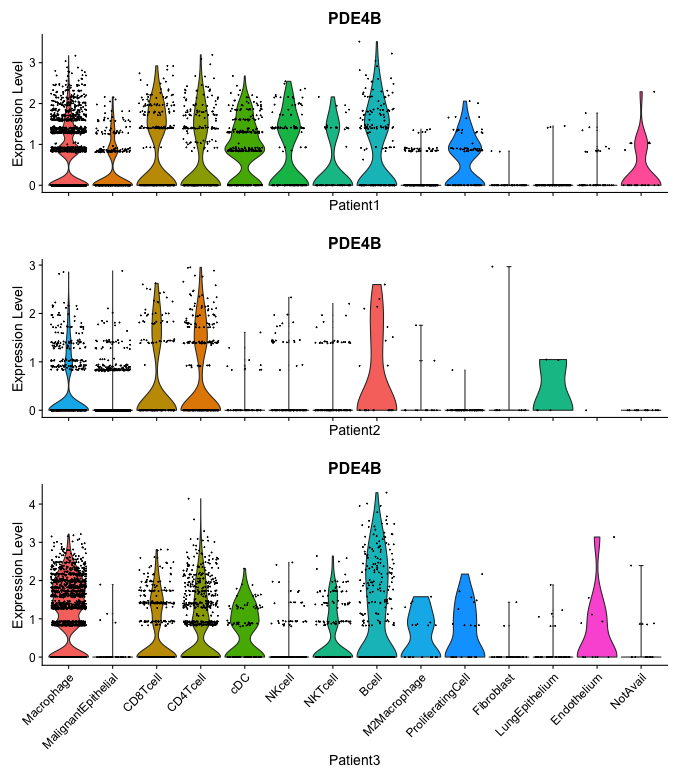 PDE4B
Expression Level
3
2
1
0
Patient1
PDE4B
Expression Level
3
2
1
0
Patient2
PDE4B
Expression Level
4
3
2
1
0
Macrophage
MalignantEpithelial
CD8Tcell
CD4Tcell
cDC
NKcell
NKTcell
Bcell
M2Macrophage
ProliferatingCell
Fibroblast
LungEpithelium
Endothelium
NotAvail
Patient3